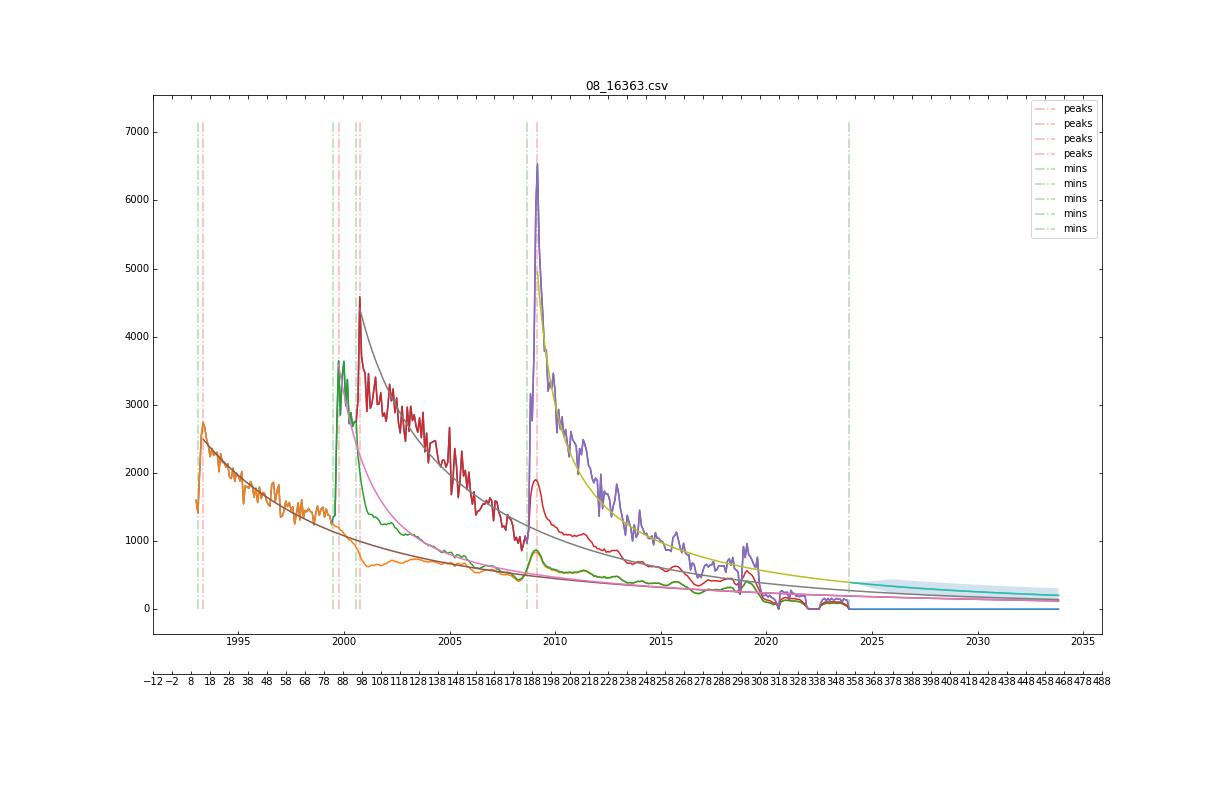 08_16363.csv
peaks
peaks
peaks
peaks
mins
mins
mins
mins
mins
7000
6000
5000
4000
3000
2000
1000
0
1995 2000 2005 2010 2015 2020 2025 2030 2035
−12 −2 8 18 28 38 48 58 68 78 88 98 108 118 128 138 148 158 168 178 188 198 208 218 228 238 248 258 268 278 288 298 308 318 328 338 348 358 368 378 388 398 408 418 428 438 448 458 468 478 488